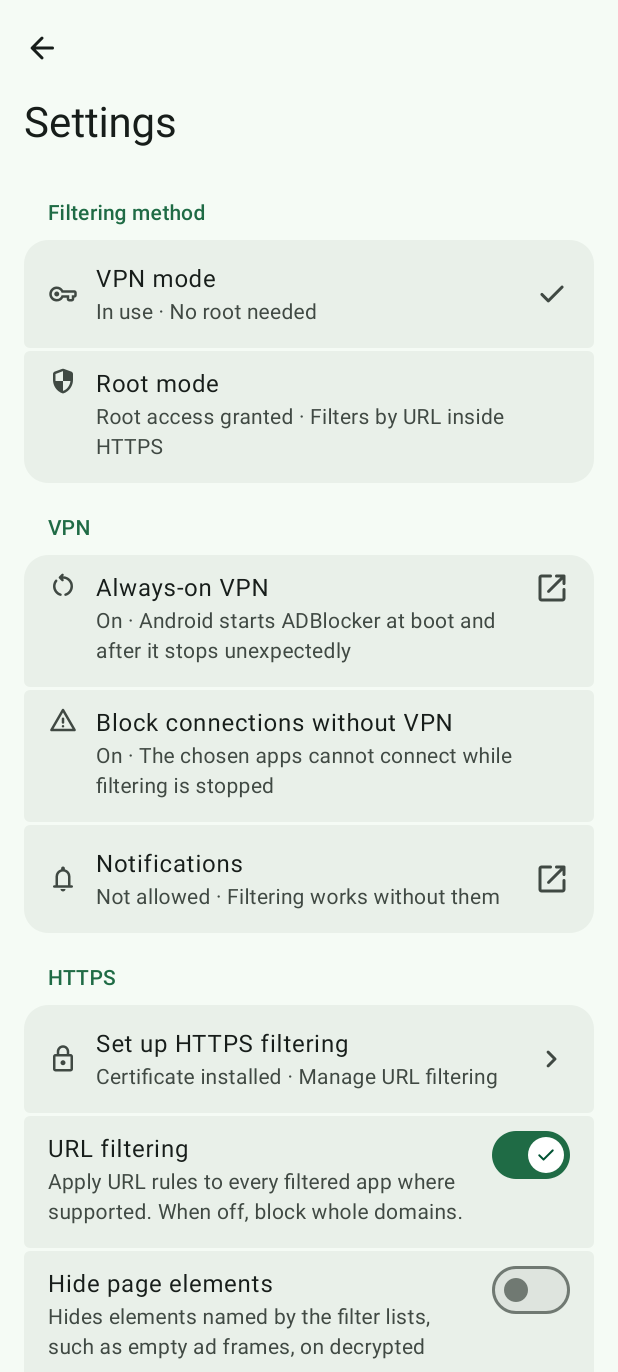 Settings
Filtering method
VPN mode
In use · No root needed
Root mode
Root access granted · Filters by URL inside
HTTPS
VPN
Always-on VPN
On · Android starts ADBlocker at boot and
after it stops unexpectedly
Block connections without VPN
On · The chosen apps cannot connect while
filtering is stopped
Notifications
Not allowed · Filtering works without them
HTTPS
Set up HTTPS filtering
Certificate installed · Manage URL filtering
URL filtering
Apply URL rules to every filtered app where
supported. When off, block whole domains.
Hide page elements
Hides elements named by the filter lists,
such as empty ad frames, on decrypted